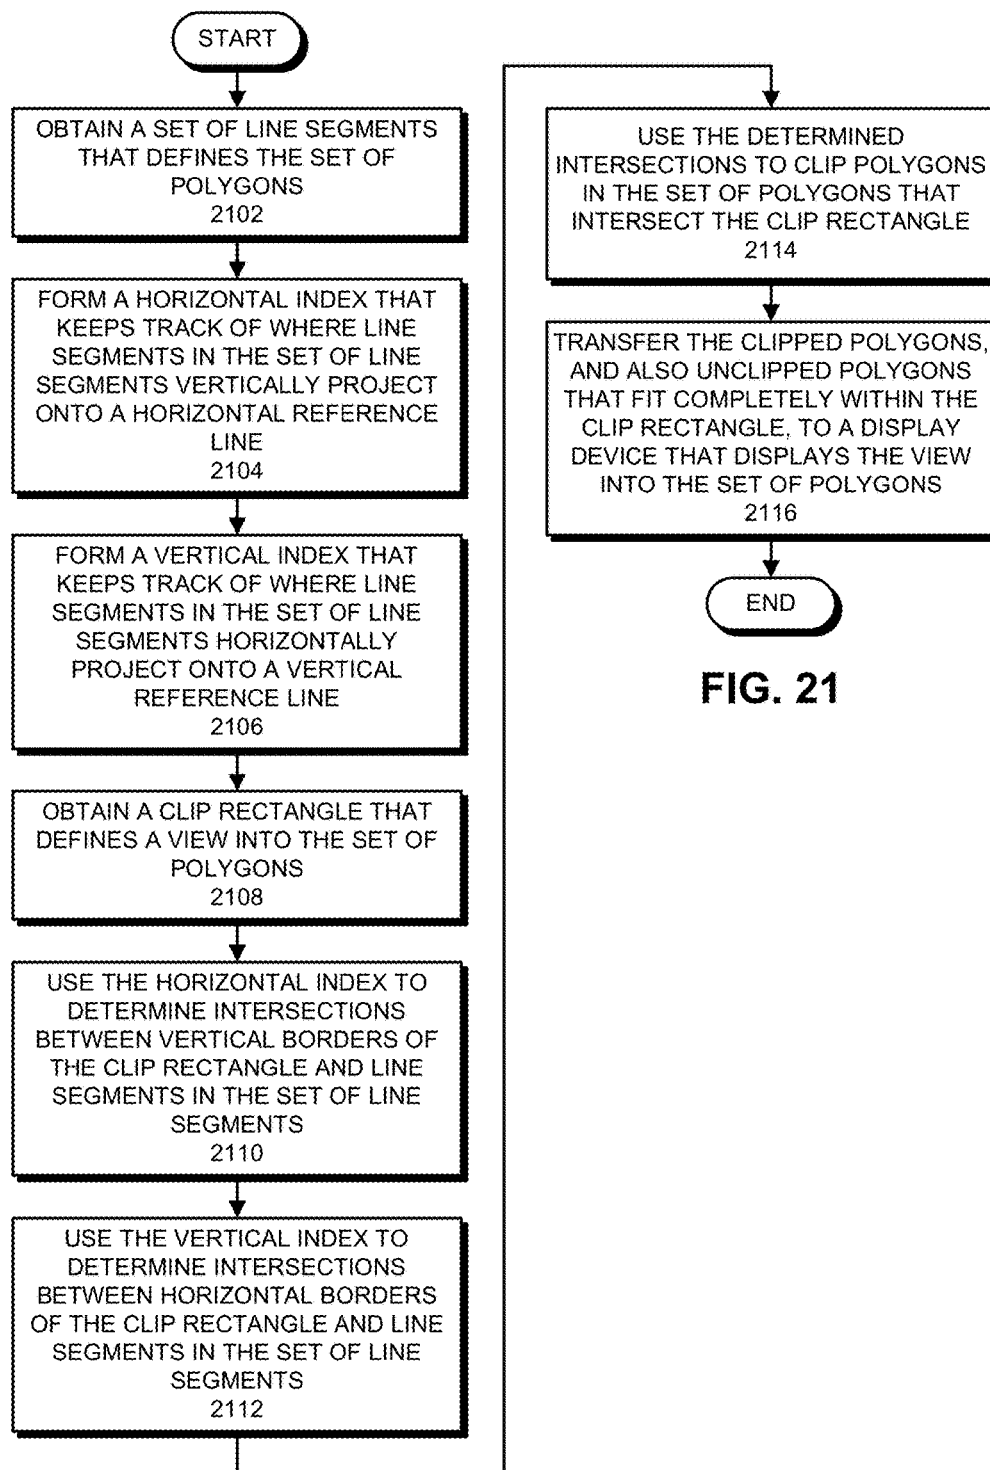 START
OBTAIN A SET OF LINE SEGMENTS
THAT DEFINES THE SET OF
POLYGONS
2102
FORM A HORIZONTAL INDEX THAT
KEEPS TRACK OF WHERE LINE
SEGMENTS IN THE SET OF LINE
SEGMENTS VERTICALLY PROJECT
ONTO A HORIZONTAL REFERENCE
LINE
2104
FORM A VERTICAL INDEX THAT
KEEPS TRACK OF WHERE LINE
SEGMENTS IN THE SET OF LINE
SEGMENTS HORIZONTALLY
PROJECT ONTO A VERTICAL
REFERENCE LINE
2106
OBTAIN A CLIP RECTANGLE THAT
DEFINES A VIEW INTO THE SET OF
POLYGONS
2108
USE THE HORIZONTAL INDEX TO
DETERMINE INTERSECTIONS
BETWEEN VERTICAL BORDERS OF
THE CLIP RECTANGLE AND LINE
SEGMENTS IN THE SET OF LINE
SEGMENTS
2110
USE THE VERTICAL INDEX TO
DETERMINE INTERSECTIONS
BETWEEN HORIZONTAL BORDERS
OF THE CLIP RECTANGLE AND LINE
SEGMENTS IN THE SET OF LINE
SEGMENTS
2112
USE THE DETERMINED
INTERSECTIONS TO CLIP POLYGONS
IN THE SET OF POLYGONS THAT
INTERSECT THE CLIP RECTANGLE
2114
TRANSFER THE CLIPPED POLYGONS,
AND ALSO UNCLIPPED POLYGONS
THAT FIT COMPLETELY WITHIN THE
CLIP RECTANGLE, TO A DISPLAY
DEVICE THAT DISPLAYS THE VIEW
INTO THE SET OF POLYGONS
2116
END
FIG. 21